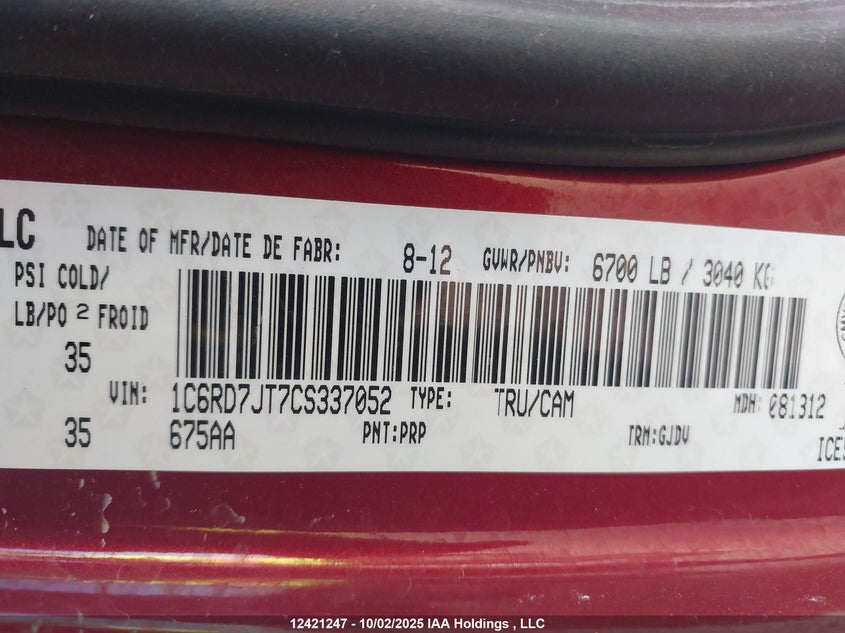 LC DATE OF MFR/DATE DE FABR: 8-12 GVWR/PNBV: 6700 LB / 3040 KG
PSI COLD/
LB/PO 2 FROID
35
VIN: 1C6RD7JT7CS337052 TYPE: TRU/CAM MDH: 081312
35 675AA PNT:PRP TRM:GJDV ICES
12421247 - 10/02/2025 IAA Holdings , LLC